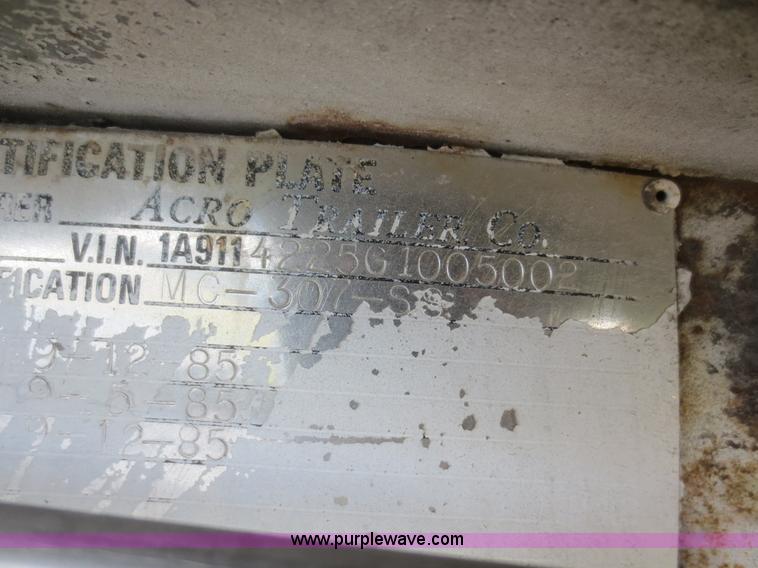 TIFICATION PLATE
ACRO TRAILER CO.
V.I.N. 1A9114225G1005002
FICATION MC-307-SS
9-12-85
9-5-85
9-12-85
www.purplewave.com